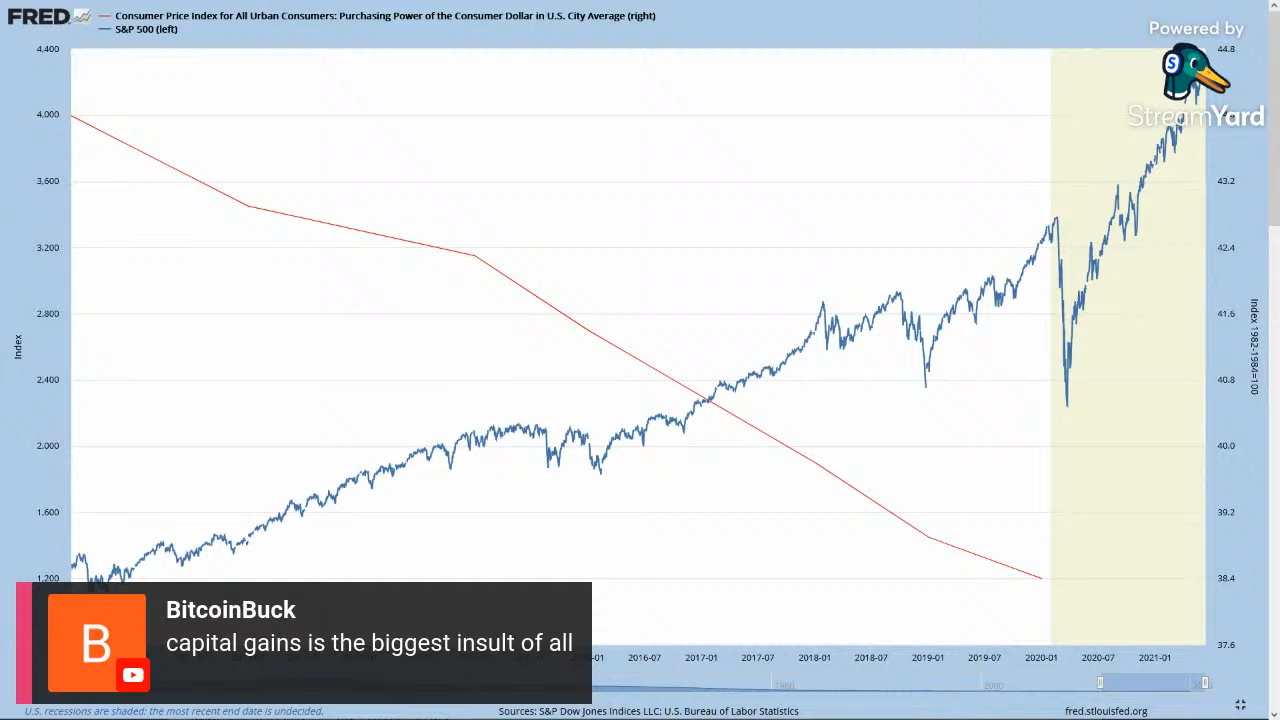 FRED
Consumer Price Index for All Urban Consumers: Purchasing Power of the Consumer Dollar in U.S. City Average (right)
S&P 500 (left)
Powered by
S
StreamYard
4,400
4,000
3,600
3,200
2,800
2,400
2,000
1,600
1,200
Index
44.8
43.2
42.4
41.6
40.8
40.0
39.2
38.4
37.6
Index 1982-1984=100
2016-07 2017-01 2017-07 2018-01 2018-07 2019-01 2019-07 2020-01 2020-07 2021-01
1980 2000
B
BitcoinBuck
capital gains is the biggest insult of all
U.S. recessions are shaded; the most recent end date is undecided.
Sources: S&P Dow Jones Indices LLC; U.S. Bureau of Labor Statistics
fred.stlouisfed.org